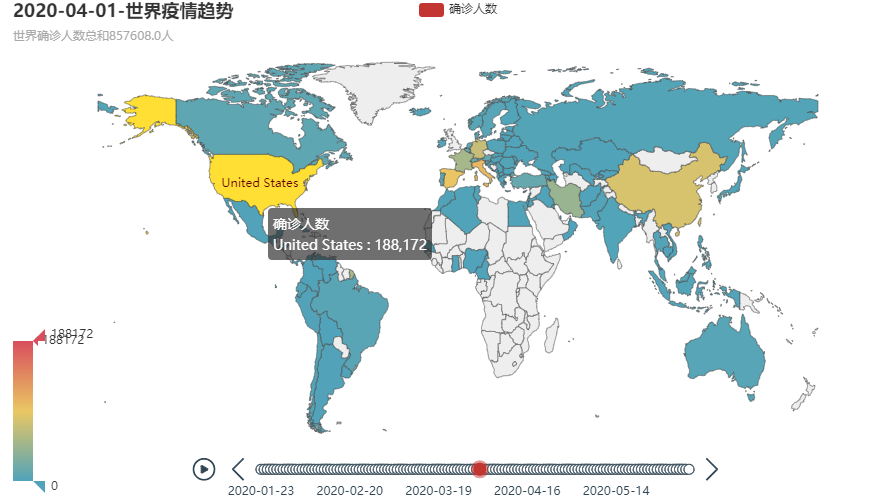 2020-04-01-世界疫情趋势
确诊人数
世界确诊人数总和857608.0人
United States
确诊人数
United States : 188,172
188172
188172
0
2020-01-23
2020-02-20
2020-03-19
2020-04-16
2020-05-14